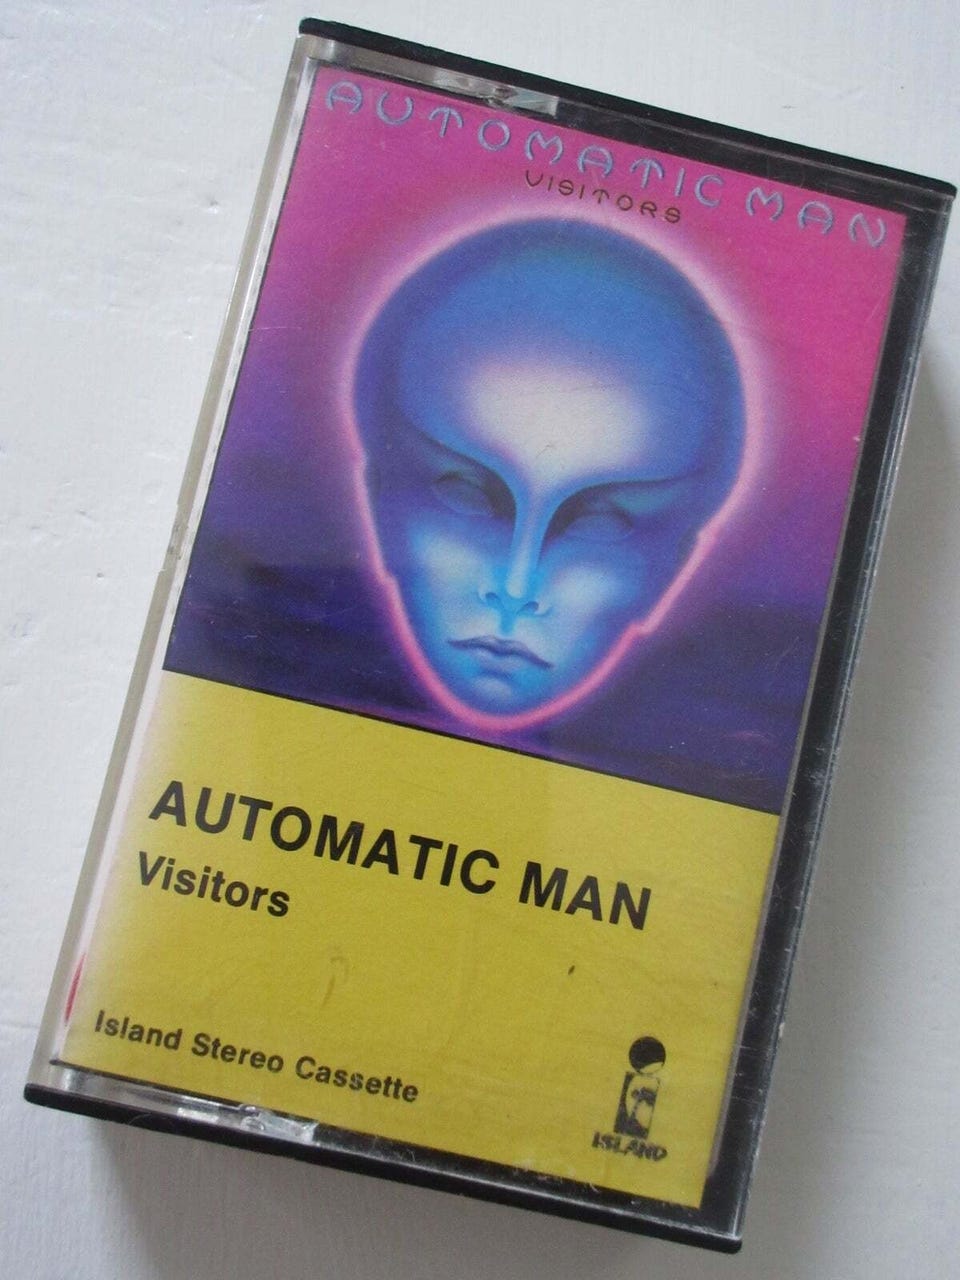 AUTOMATIC MAN
VISITORS
AUTOMATIC MAN
Visitors
Island Stereo Cassette
ISLAND